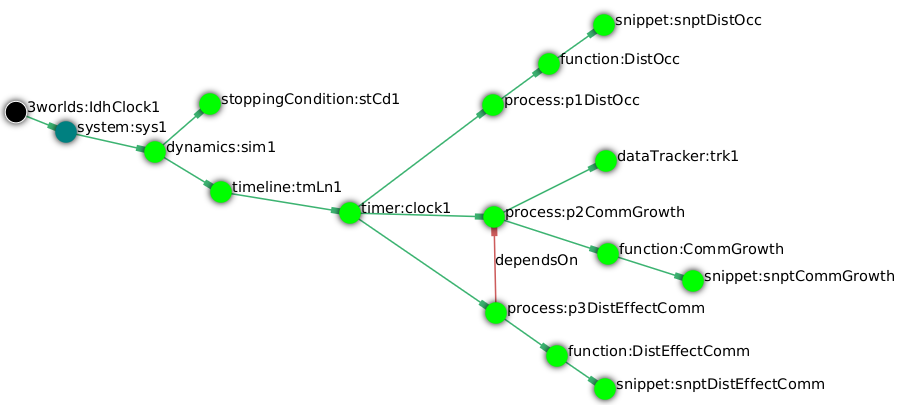 snippet:snptDistOcc
function:DistOcc
stoppingCondition:stCd1
process:p1DistOcc
3worlds:IdhClock1
system:sys1
dynamics:sim1
dataTracker:trk1
timeline:tmLn1
timer:clock1
process:p2CommGrowth
function:CommGrowth
dependsOn
snippet:snptCommGrowth
process:p3DistEffectComm
function:DistEffectComm
snippet:snptDistEffectComm